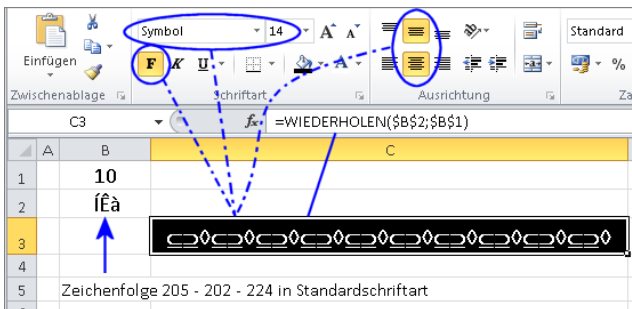 Symbol 14 A A Standard
Einfügen F K U A %
Zwischenablage Schriftart Ausrichtung Za
C3 fx =WIEDERHOLEN($B$2;$B$1)
A B C
1 10
2 ÍÊà
3 ⊆⊃◊⊆⊃◊⊆⊃◊⊆⊃◊⊆⊃◊⊆⊃◊⊆⊃◊⊆⊃◊⊆⊃◊⊆⊃◊
4
5 Zeichenfolge 205 - 202 - 224 in Standardschriftart